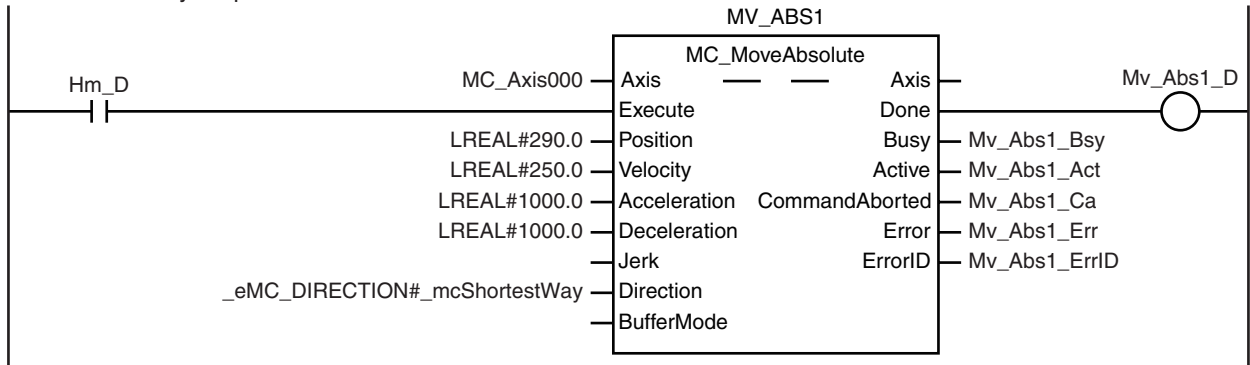 MV_ABS1
MC_MoveAbsolute
Hm_D
MC_Axis000 Axis Axis Mv_Abs1_D
Execute Done
LREAL#290.0 Position Busy Mv_Abs1_Bsy
LREAL#250.0 Velocity Active Mv_Abs1_Act
LREAL#1000.0 Acceleration CommandAborted Mv_Abs1_Ca
LREAL#1000.0 Deceleration Error Mv_Abs1_Err
Jerk ErrorID Mv_Abs1_ErrID
_eMC_DIRECTION#_mcShortestWay Direction
BufferMode